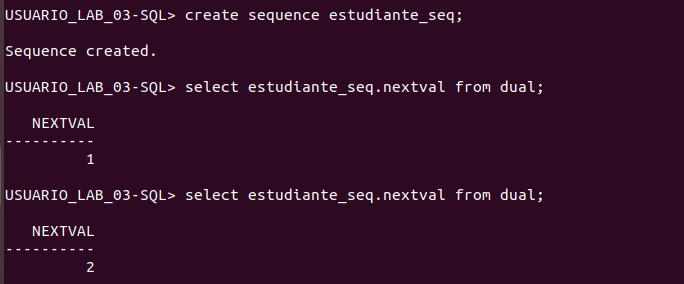 USUARIO_LAB_03-SQL> create sequence estudiante_seq;
Sequence created.
USUARIO_LAB_03-SQL> select estudiante_seq.nextval from dual;
NEXTVAL
----------
1
USUARIO_LAB_03-SQL> select estudiante_seq.nextval from dual;
NEXTVAL
----------
2